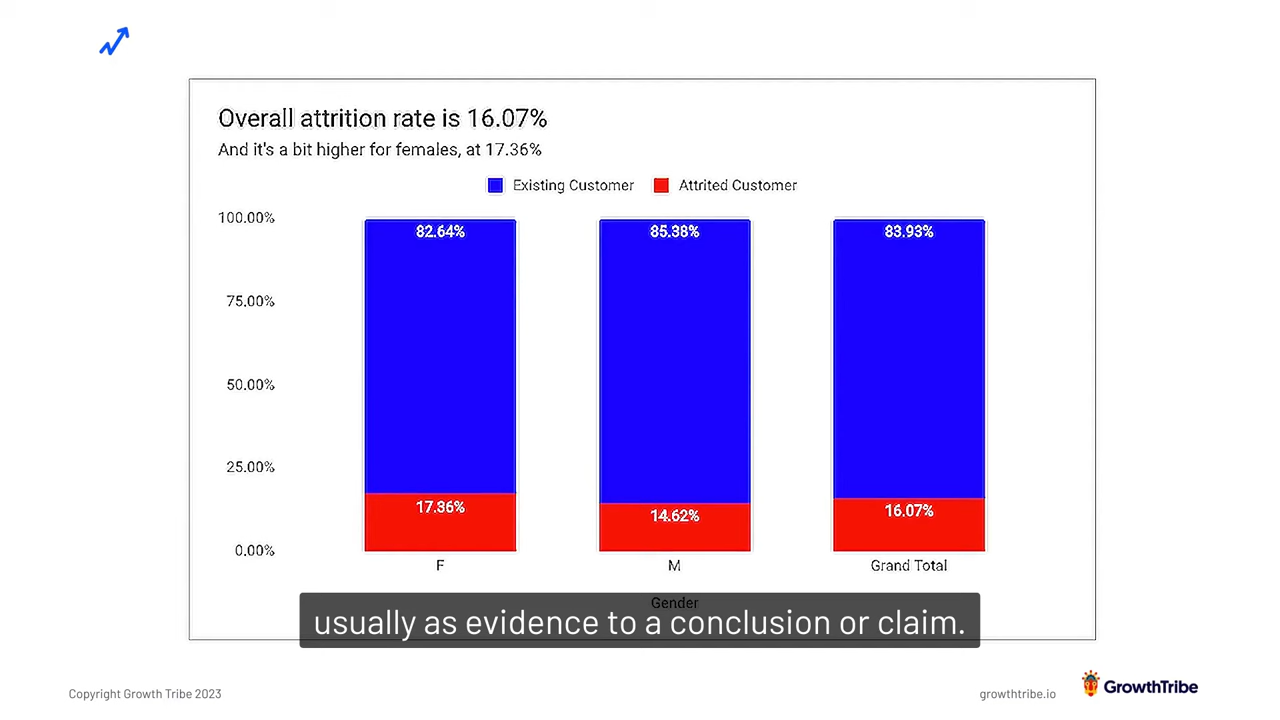 Overall attrition rate is 16.07%
And it's a bit higher for females, at 17.36%
Existing Customer Attrited Customer
100.00%
82.64% 85.38% 83.93%
75.00%
50.00%
25.00%
17.36% 14.62% 16.07%
0.00%
F M Grand Total
Gender
usually as evidence to a conclusion or claim.
Copyright Growth Tribe 2023 growthtribe.io GrowthTribe